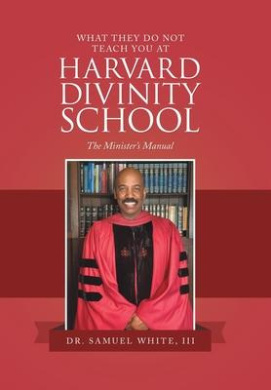 WHAT THEY DO NOT
TEACH YOU AT
HARVARD
DIVINITY
SCHOOL
The Minister's Manual
DR. SAMUEL WHITE, III